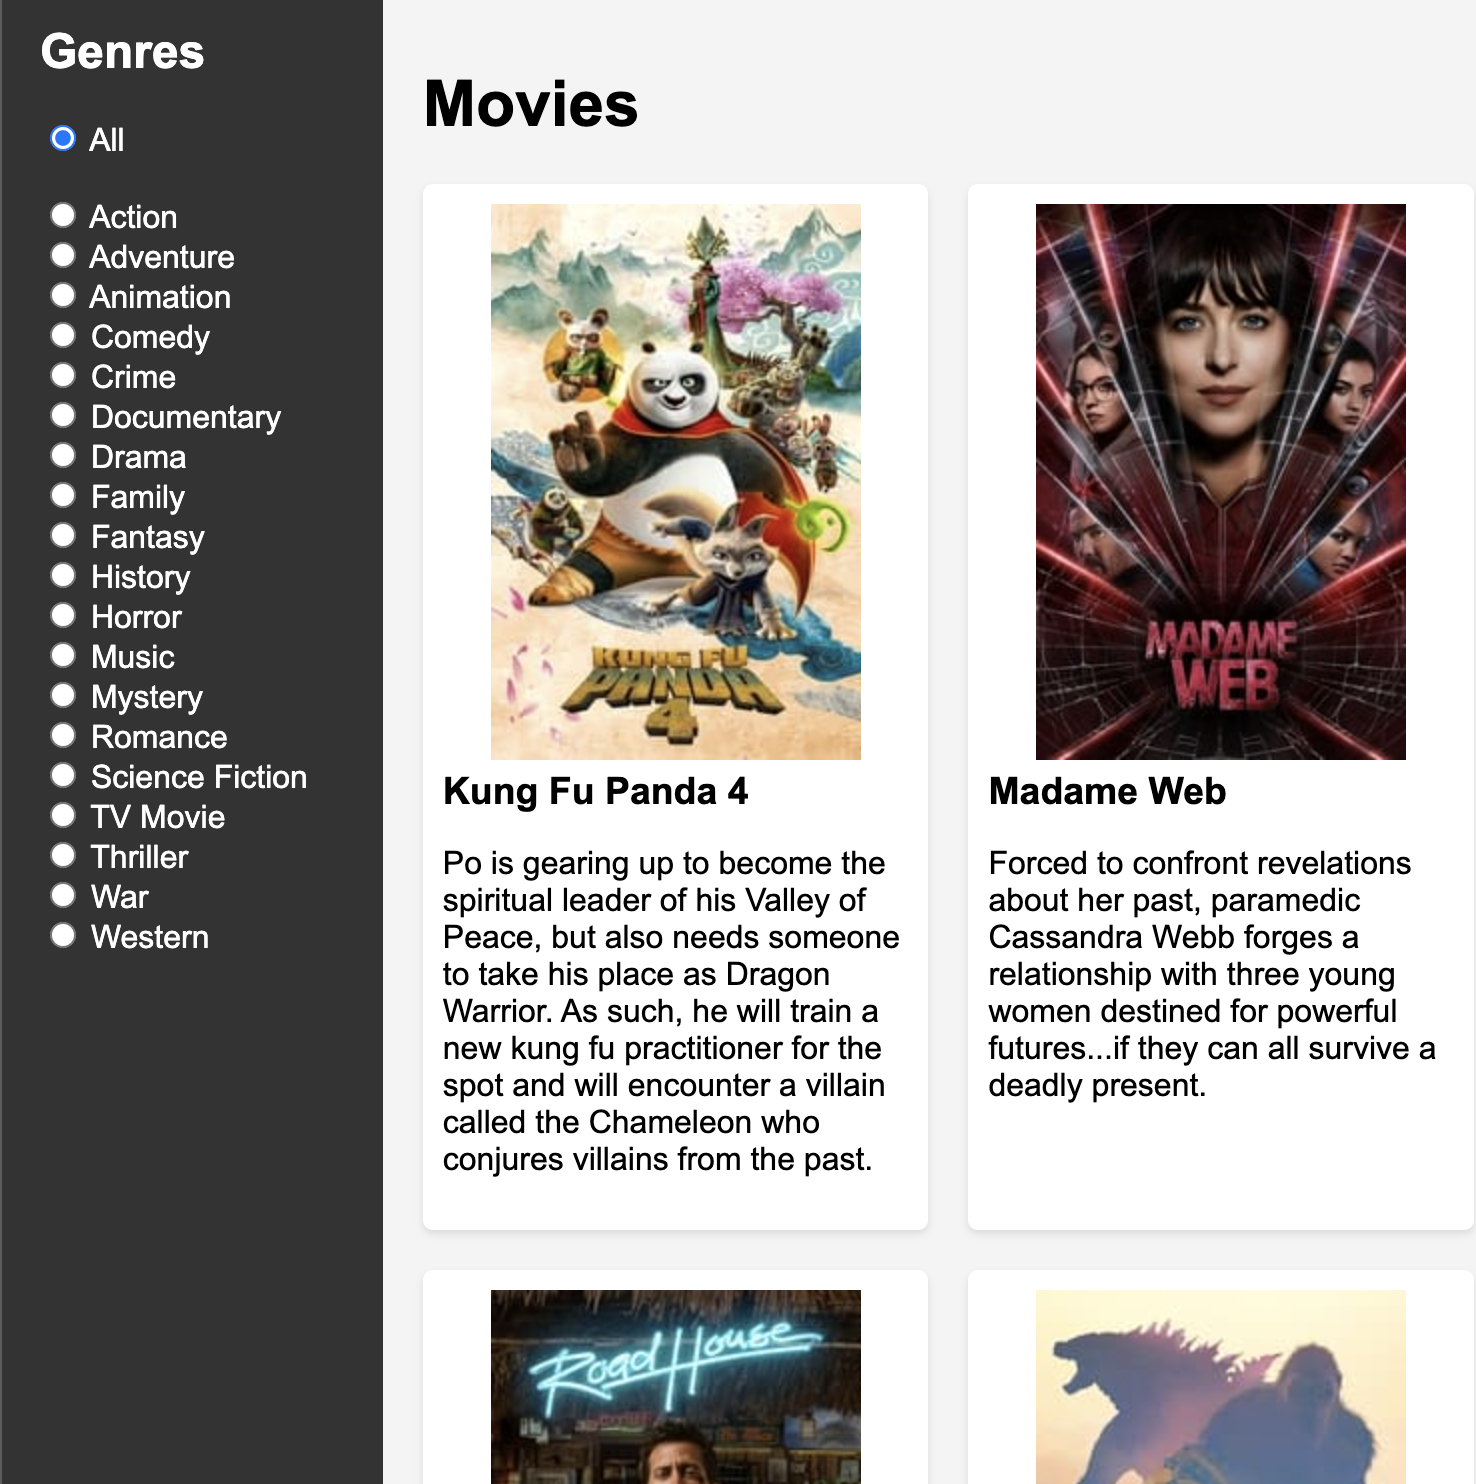 Genres
All
Action
Adventure
Animation
Comedy
Crime
Documentary
Drama
Family
Fantasy
History
Horror
Music
Mystery
Romance
Science Fiction
TV Movie
Thriller
War
Western
Movies
KUNG FU
PANDA
4
Kung Fu Panda 4
Po is gearing up to become the
spiritual leader of his Valley of
Peace, but also needs someone
to take his place as Dragon
Warrior. As such, he will train a
new kung fu practitioner for the
spot and will encounter a villain
called the Chameleon who
conjures villains from the past.
MADAME
WEB
Madame Web
Forced to confront revelations
about her past, paramedic
Cassandra Webb forges a
relationship with three young
women destined for powerful
futures...if they can all survive a
deadly present.
Road House